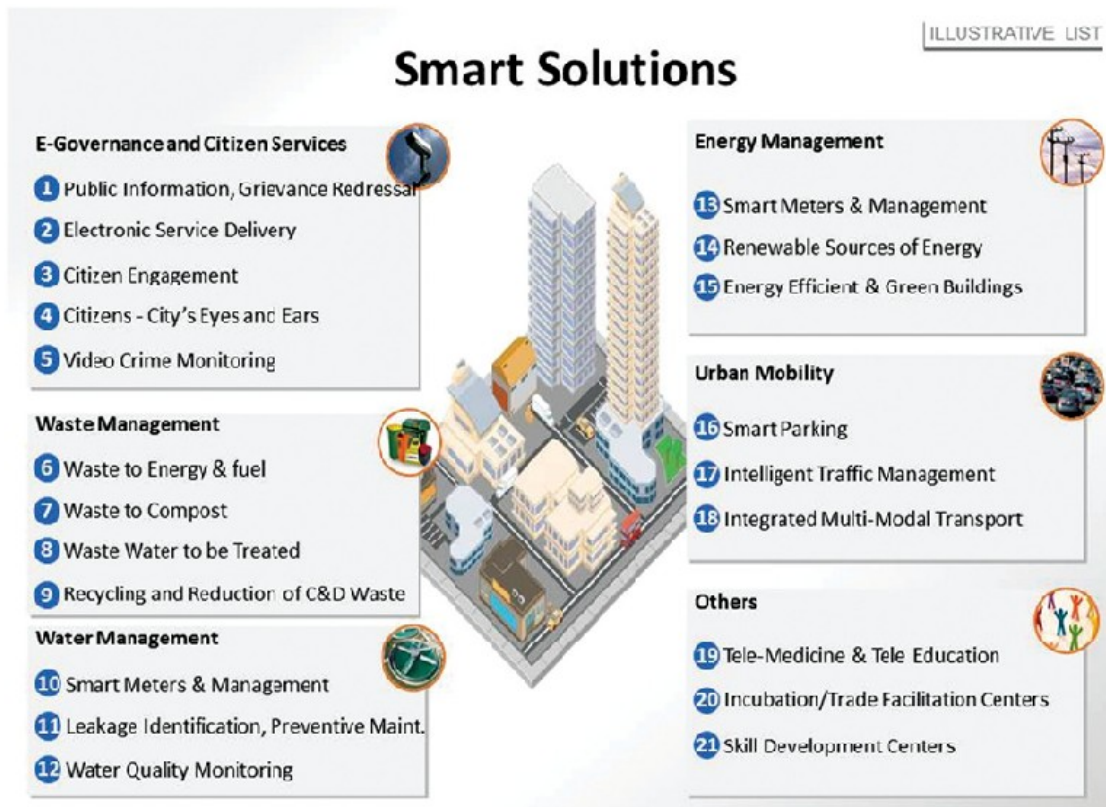 ILLUSTRATIVE LIST
Smart Solutions
E-Governance and Citizen Services
1 Public Information, Grievance Redressal
2 Electronic Service Delivery
3 Citizen Engagement
4 Citizens - City's Eyes and Ears
5 Video Crime Monitoring
Waste Management
6 Waste to Energy & fuel
7 Waste to Compost
8 Waste Water to be Treated
9 Recycling and Reduction of C&D Waste
Water Management
10 Smart Meters & Management
11 Leakage Identification, Preventive Maint.
12 Water Quality Monitoring
Energy Management
13 Smart Meters & Management
14 Renewable Sources of Energy
15 Energy Efficient & Green Buildings
Urban Mobility
16 Smart Parking
17 Intelligent Traffic Management
18 Integrated Multi-Modal Transport
Others
19 Tele-Medicine & Tele Education
20 Incubation/Trade Facilitation Centers
21 Skill Development Centers